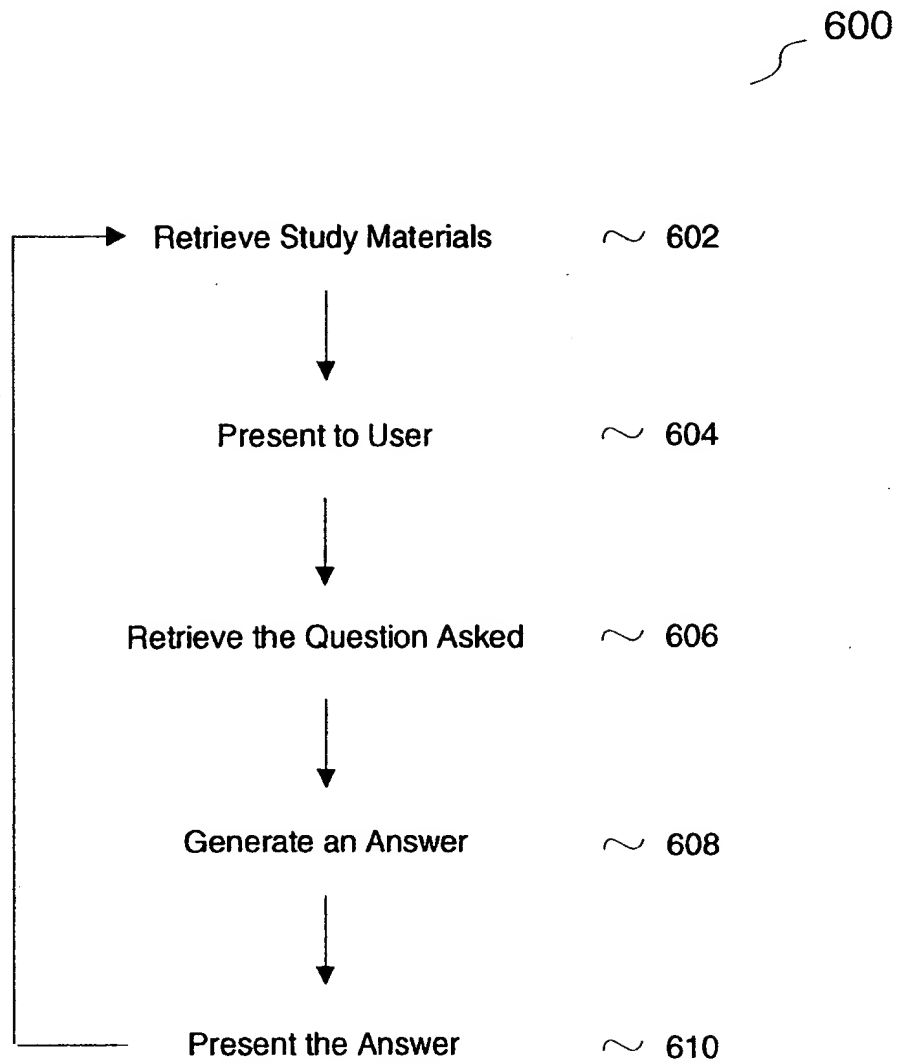 600
Retrieve Study Materials 602
Present to User 604
Retrieve the Question Asked 606
Generate an Answer 608
Present the Answer 610